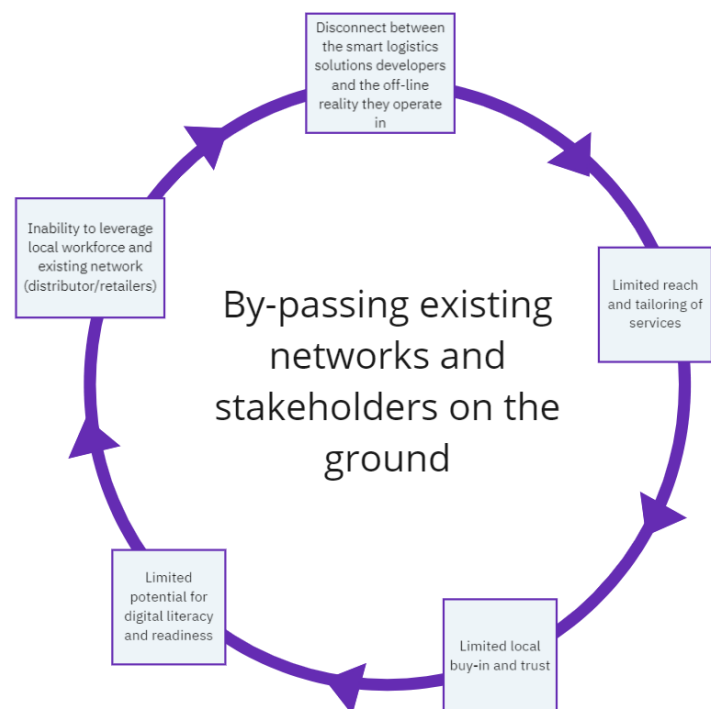 Disconnect between
the smart logistics
solutions developers
and the off-line
reality they operate
in
Limited reach
and tailoring of
services
Limited local
buy-in and trust
Limited
potential for
digital literacy
and readiness
Inability to leverage
local workforce and
existing network
(distributor/retailers)
By-passing existing
networks and
stakeholders on the
ground